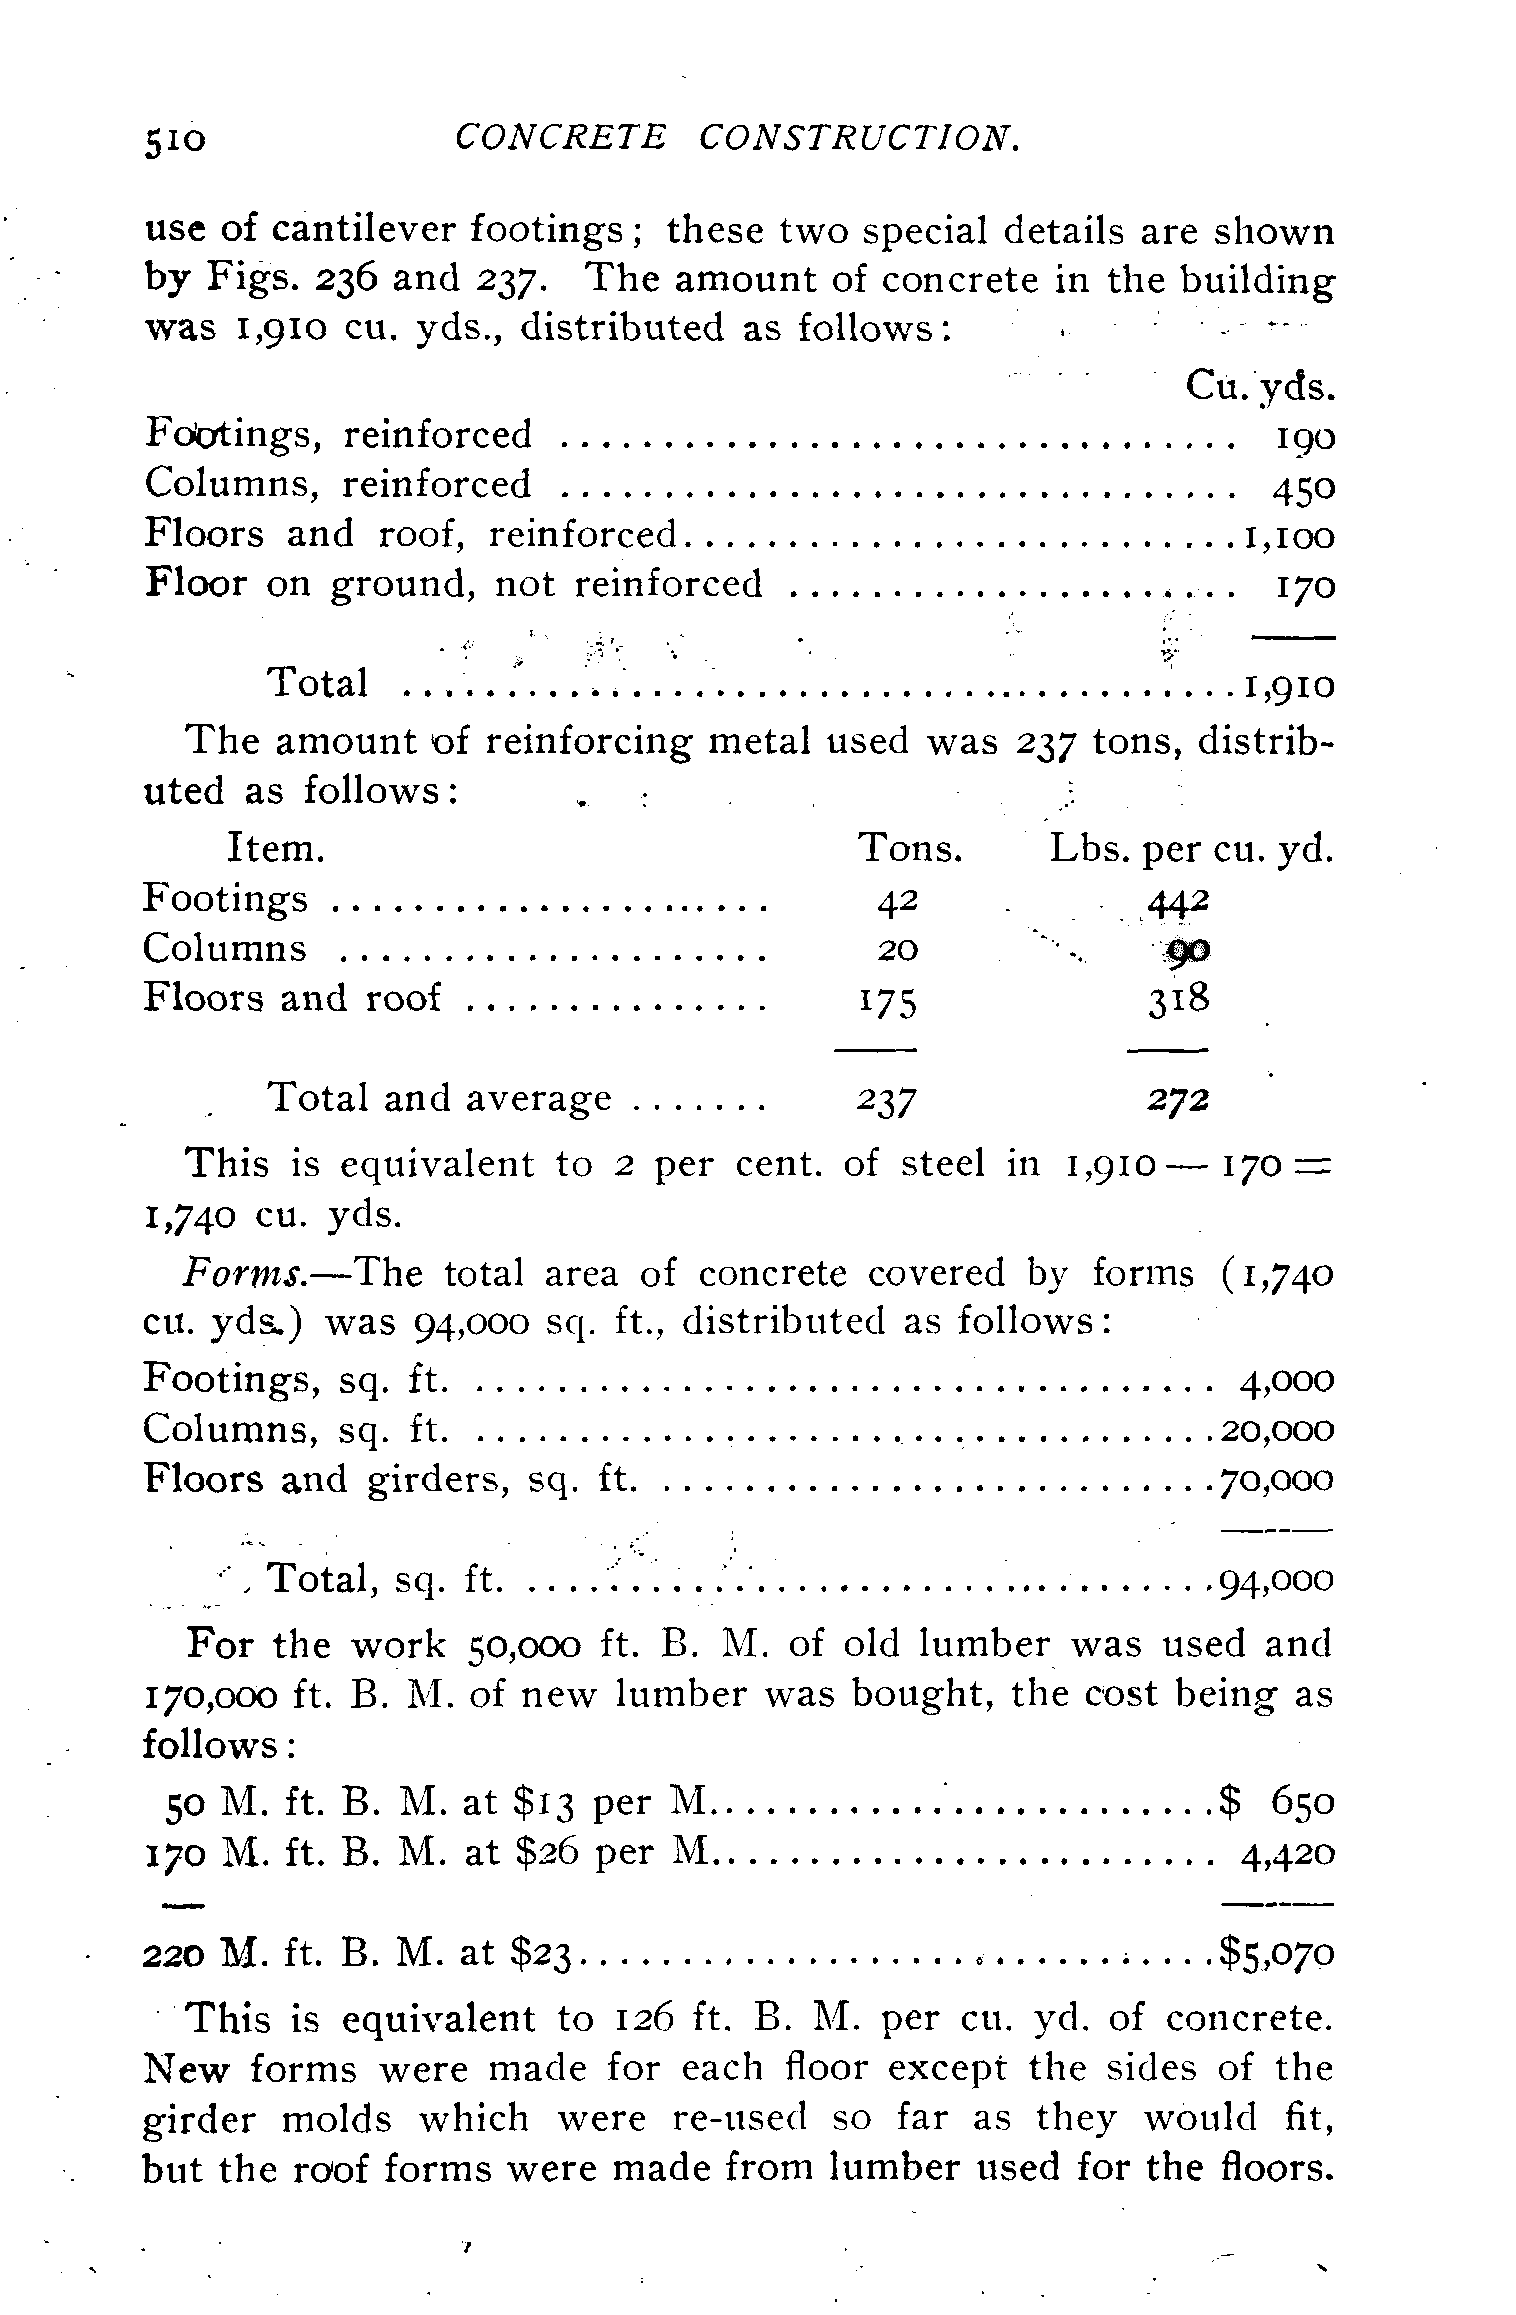 510 CONCRETE CONSTRUCTION.
use of cantilever footings; these two special details are shown
by Figs. 236 and 237. The amount of concrete in the building
was 1,910 cu. yds., distributed as follows:
Cu. yds.
Footings, reinforced ................................. 190
Columns, reinforced ................................. 450
Floors and roof, reinforced...........................1,100
Floor on ground, not reinforced ...................... 170
Total ........................................1,910
The amount of reinforcing metal used was 237 tons, distrib-
uted as follows:
Item. Tons. Lbs. per cu. yd.
Footings ..................... 42 442
Columns ..................... 20 90
Floors and roof ............... 175 318
Total and average ....... 237 272
This is equivalent to 2 per cent. of steel in 1,910 — 170 =
1,740 cu. yds.
Forms.—The total area of concrete covered by forms (1,740
cu. yds.) was 94,000 sq. ft., distributed as follows:
Footings, sq. ft. .................................... 4,000
Columns, sq. ft. ....................................20,000
Floors and girders, sq. ft. ...........................70,000
Total, sq. ft. ..................................94,000
For the work 50,000 ft. B. M. of old lumber was used and
170,000 ft. B. M. of new lumber was bought, the cost being as
follows:
50 M. ft. B. M. at $13 per M.........................$ 650
170 M. ft. B. M. at $26 per M......................... 4,420
220 M. ft. B. M. at $23...............................$5,070
This is equivalent to 126 ft. B. M. per cu. yd. of concrete.
New forms were made for each floor except the sides of the
girder molds which were re-used so far as they would fit,
but the roof forms were made from lumber used for the floors.